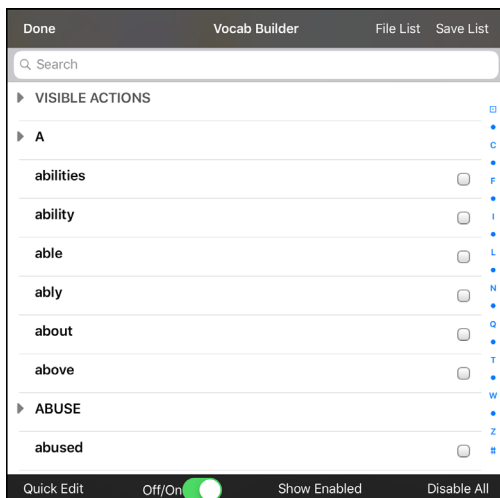 Done Vocab Builder File List Save List
Search
VISIBLE ACTIONS
A
abilities
ability
able
ably
about
above
ABUSE
abused
C
F
I
L
N
Q
T
W
Z
#
Quick Edit Off/On Show Enabled Disable All